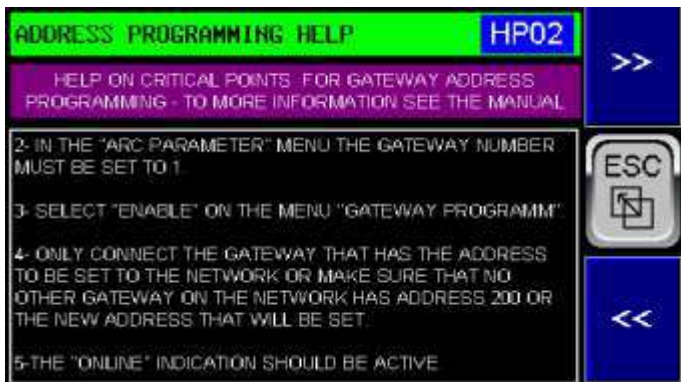 ADDRESS PROGRAMMING HELP
HP02
>>
HELP ON CRITICAL POINTS FOR GATEWAY ADDRESS
PROGRAMMING - TO MORE INFORMATION SEE THE MANUAL
2- IN THE "ARC PARAMETER" MENU THE GATEWAY NUMBER
MUST BE SET TO 1.
3- SELECT "ENABLE" ON THE MENU "GATEWAY PROGRAMM".
4- ONLY CONNECT THE GATEWAY THAT HAS THE ADDRESS
TO BE SET TO THE NETWORK OR MAKE SURE THAT NO
OTHER GATEWAY ON THE NETWORK HAS ADDRESS 200 OR
THE NEW ADDRESS THAT WILL BE SET.
5-THE "ONLINE" INDICATION SHOULD BE ACTIVE.
ESC
<<